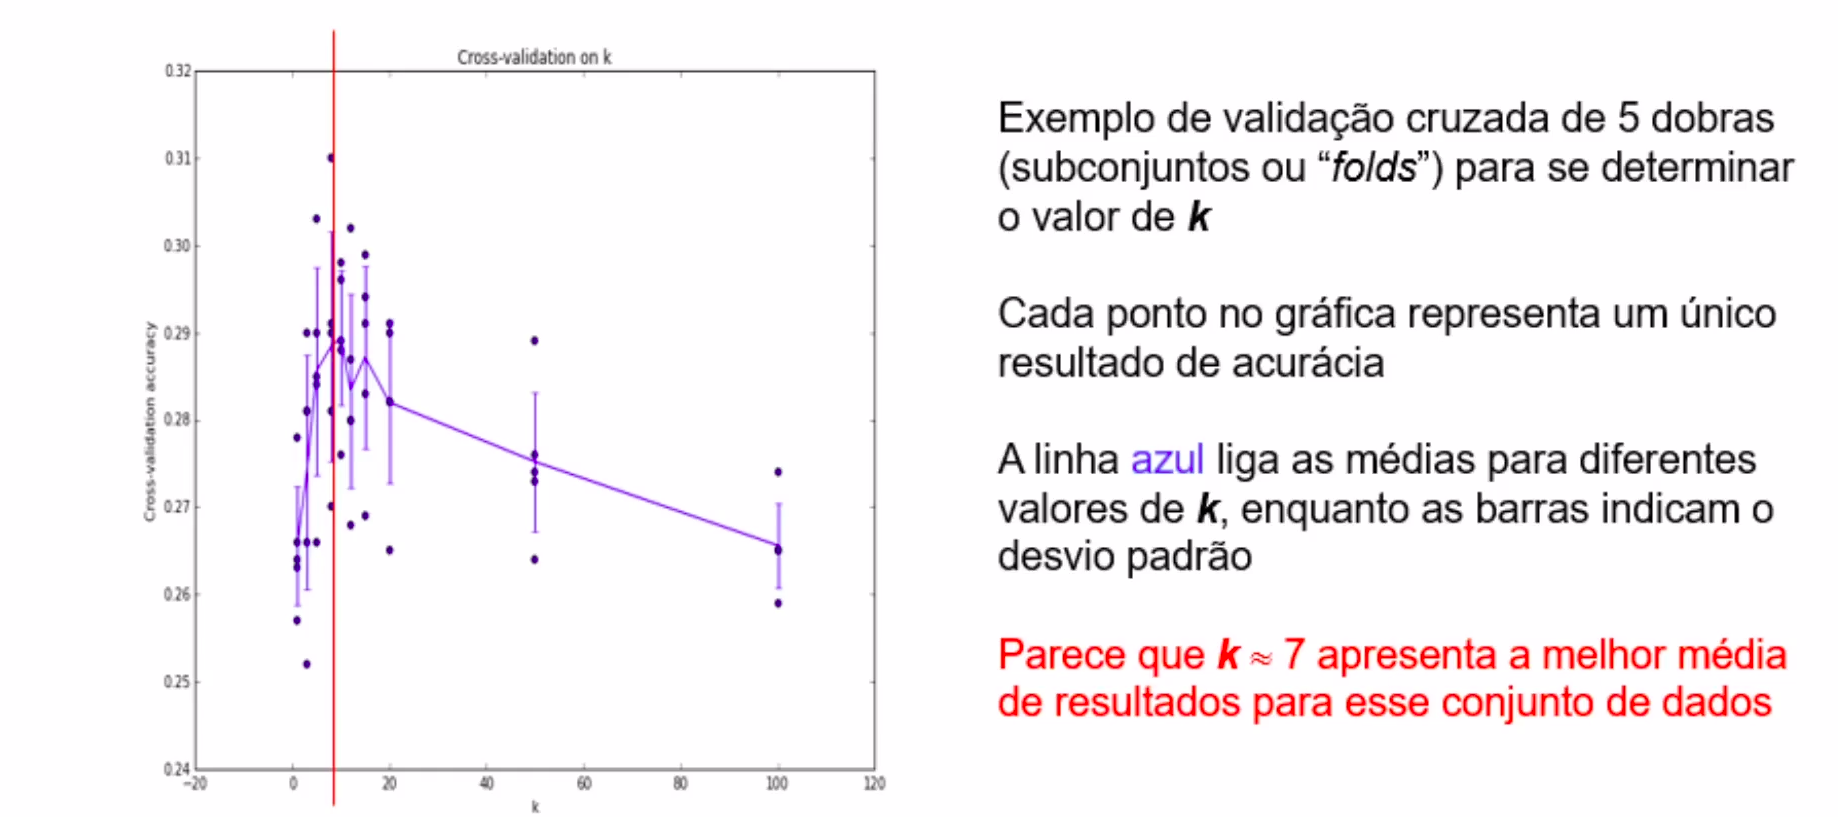 Cross-validation on k
0.32
0.31
0.30
0.29
0.28
0.27
0.26
0.25
0.24
Cross-validation accuracy
−20
0
20
40
60
80
100
120
k
Exemplo de validação cruzada de 5 dobras
(subconjuntos ou “folds”) para se determinar
o valor de k
Cada ponto no gráfica representa um único
resultado de acurácia
A linha azul liga as médias para diferentes
valores de k, enquanto as barras indicam o
desvio padrão
Parece que k ≈ 7 apresenta a melhor média
de resultados para esse conjunto de dados